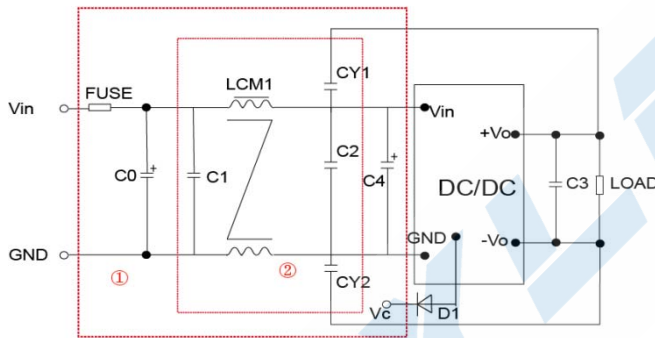 FUSE
LCM1
CY1
Vin
Vin
+Vo
C0
C1
C2
C4
DC/DC
C3
LOAD
GND
GND
-Vo
①
②
CY2
Vc
D1